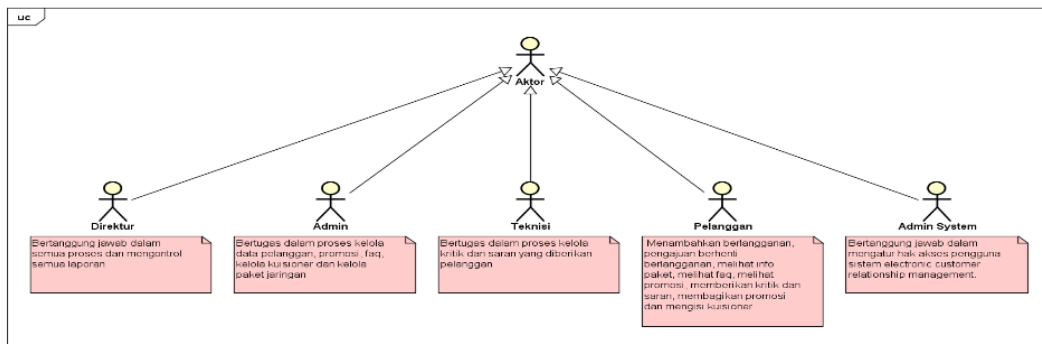 uc
Aktor
Direktur
Admin
Teknisi
Pelanggan
Admin System
Bertanggung jawab dalam
semua proses dan mengontrol
semua laporan
Bertugas dalam proses kelola
data pelanggan, promosi, faq,
kelola kuisioner dan kelola
paket jaringan
Bertugas dalam proses kelola
kritik dan saran yang diberikan
pelanggan
Menambahkan berlangganan,
pengajuan berhenti
berlangganan, melihat info
paket, melihat faq, melihat
promosi, memberikan kritik dan
saran, membagikan promosi
dan mengisi kuisioner
Bertanggung jawab dalam
mengatur hak akses pengguna
sistem electronic customer
relationship management.